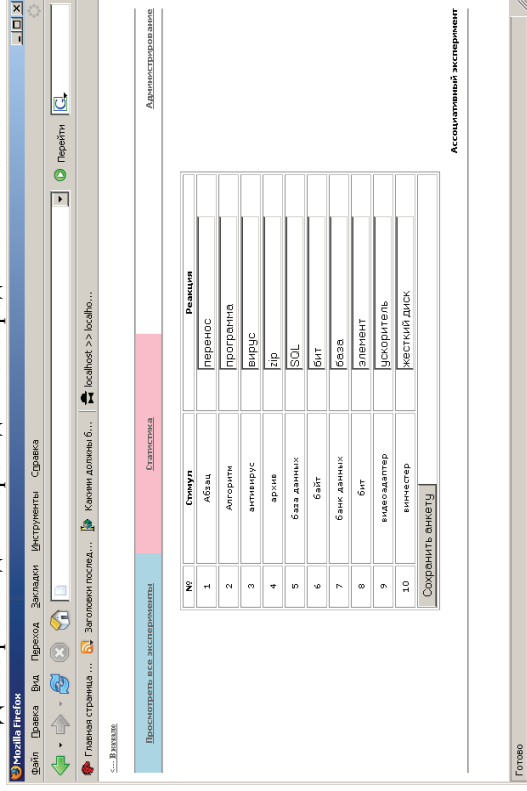 Mozilla Firefox
Файл Правка Вид Переход Закладки Инструменты Справка
Перейти
Главная страница ... Заголовки послед... Какими должны б... localhost >> localho...
<--- В начало
Просмотреть все эксперименты Статистика Администрирование
№ Стимул Реакция
1 Абзац перенос
2 Алгоритм программа
3 антивирус вирус
4 архив zip
5 база данных SQL
6 байт бит
7 банк данных база
8 бит элемент
9 видеоадаптер ускоритель
10 винчестер жесткий диск
Сохранить анкету
Ассоциативный эксперимент
Готово